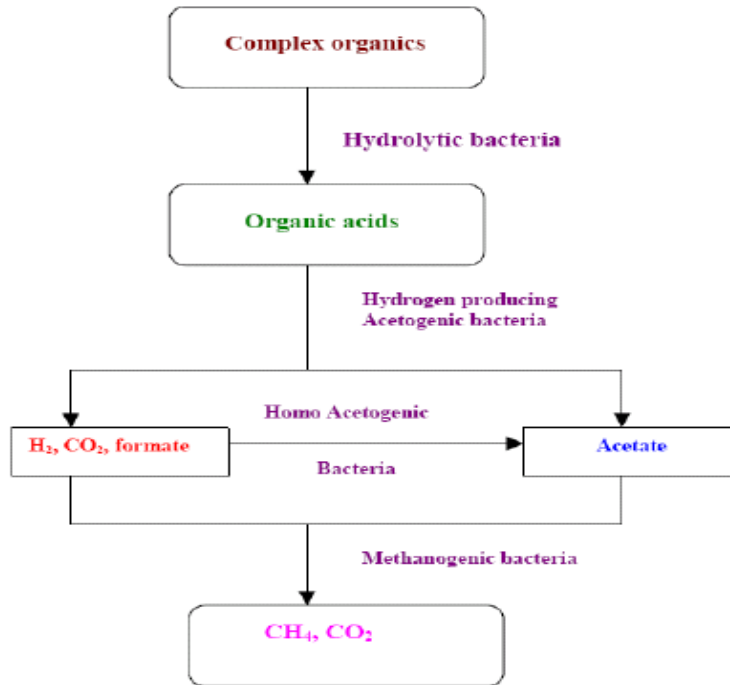 Complex organics
Hydrolytic bacteria
Organic acids
Hydrogen producing
Acetogenic bacteria
Homo Acetogenic
H₂, CO₂, formate
Acetate
Bacteria
Methanogenic bacteria
CH₄, CO₂